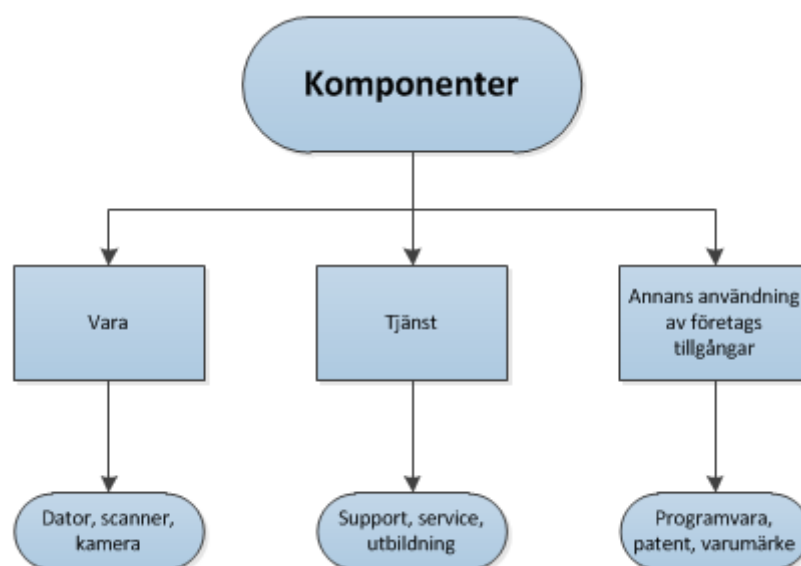 Komponenter
Vara
Tjänst
Annans användning
av företags
tillgångar
Dator, scanner,
kamera
Support, service,
utbildning
Programvara,
patent, varumärke